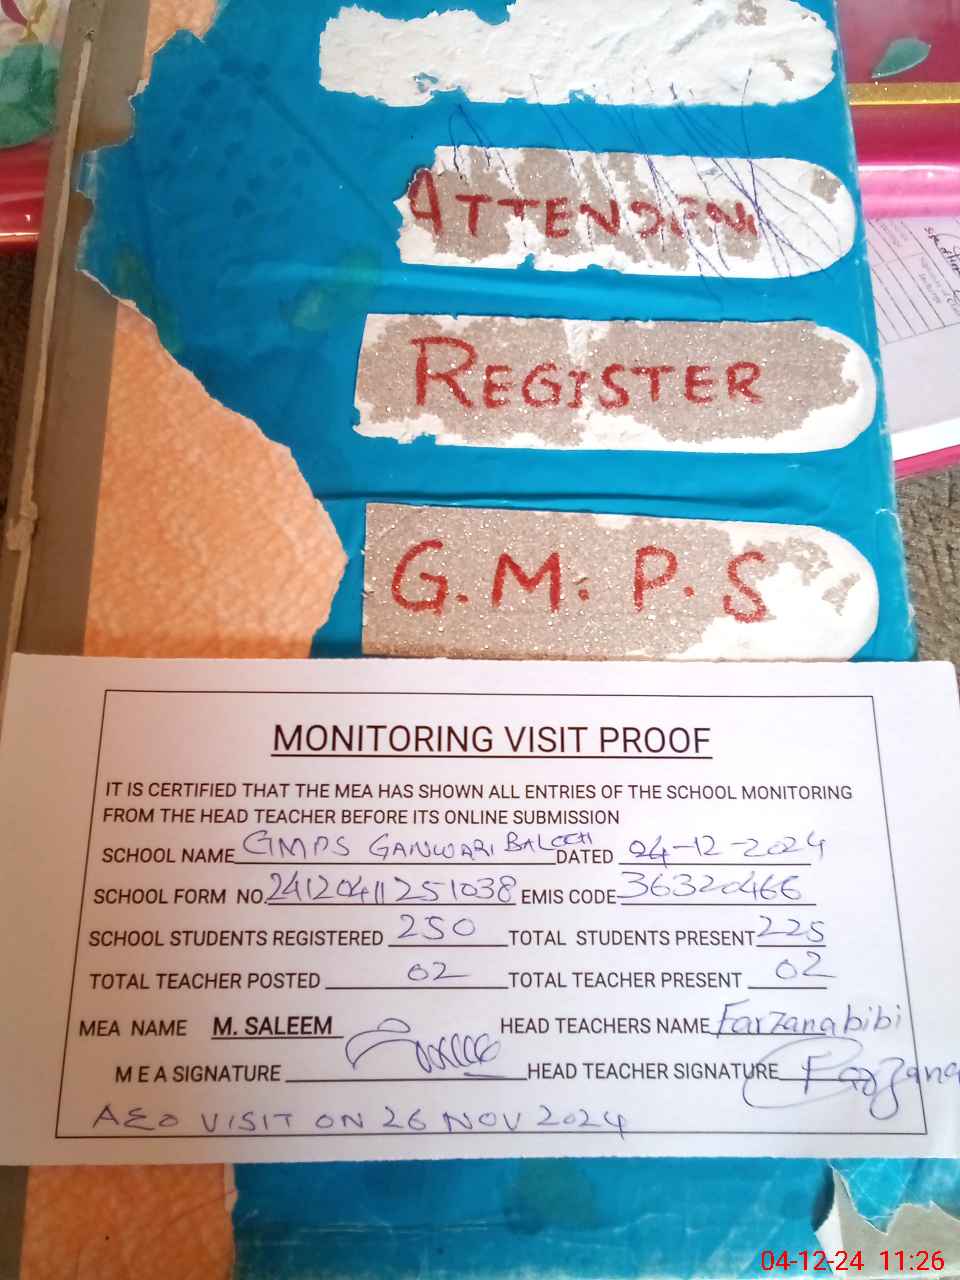 ATTENDEN
REGISTER
G.M.P.S
MONITORING VISIT PROOF
IT IS CERTIFIED THAT THE MEA HAS SHOWN ALL ENTRIES OF THE SCHOOL MONITORING
FROM THE HEAD TEACHER BEFORE ITS ONLINE SUBMISSION
SCHOOL NAME GMPS GANWARI BALOCH DATED 04-12-2024
SCHOOL FORM NO. 24120411251038 EMIS CODE 36320466
SCHOOL STUDENTS REGISTERED 250 TOTAL STUDENTS PRESENT 225
TOTAL TEACHER POSTED 02 TOTAL TEACHER PRESENT 02
MEA NAME M. SALEEM HEAD TEACHERS NAME Farzana bibi
M E A SIGNATURE HEAD TEACHER SIGNATURE Farzana
AEO VISIT ON 26 NOV 2024
04-12-24 11:26